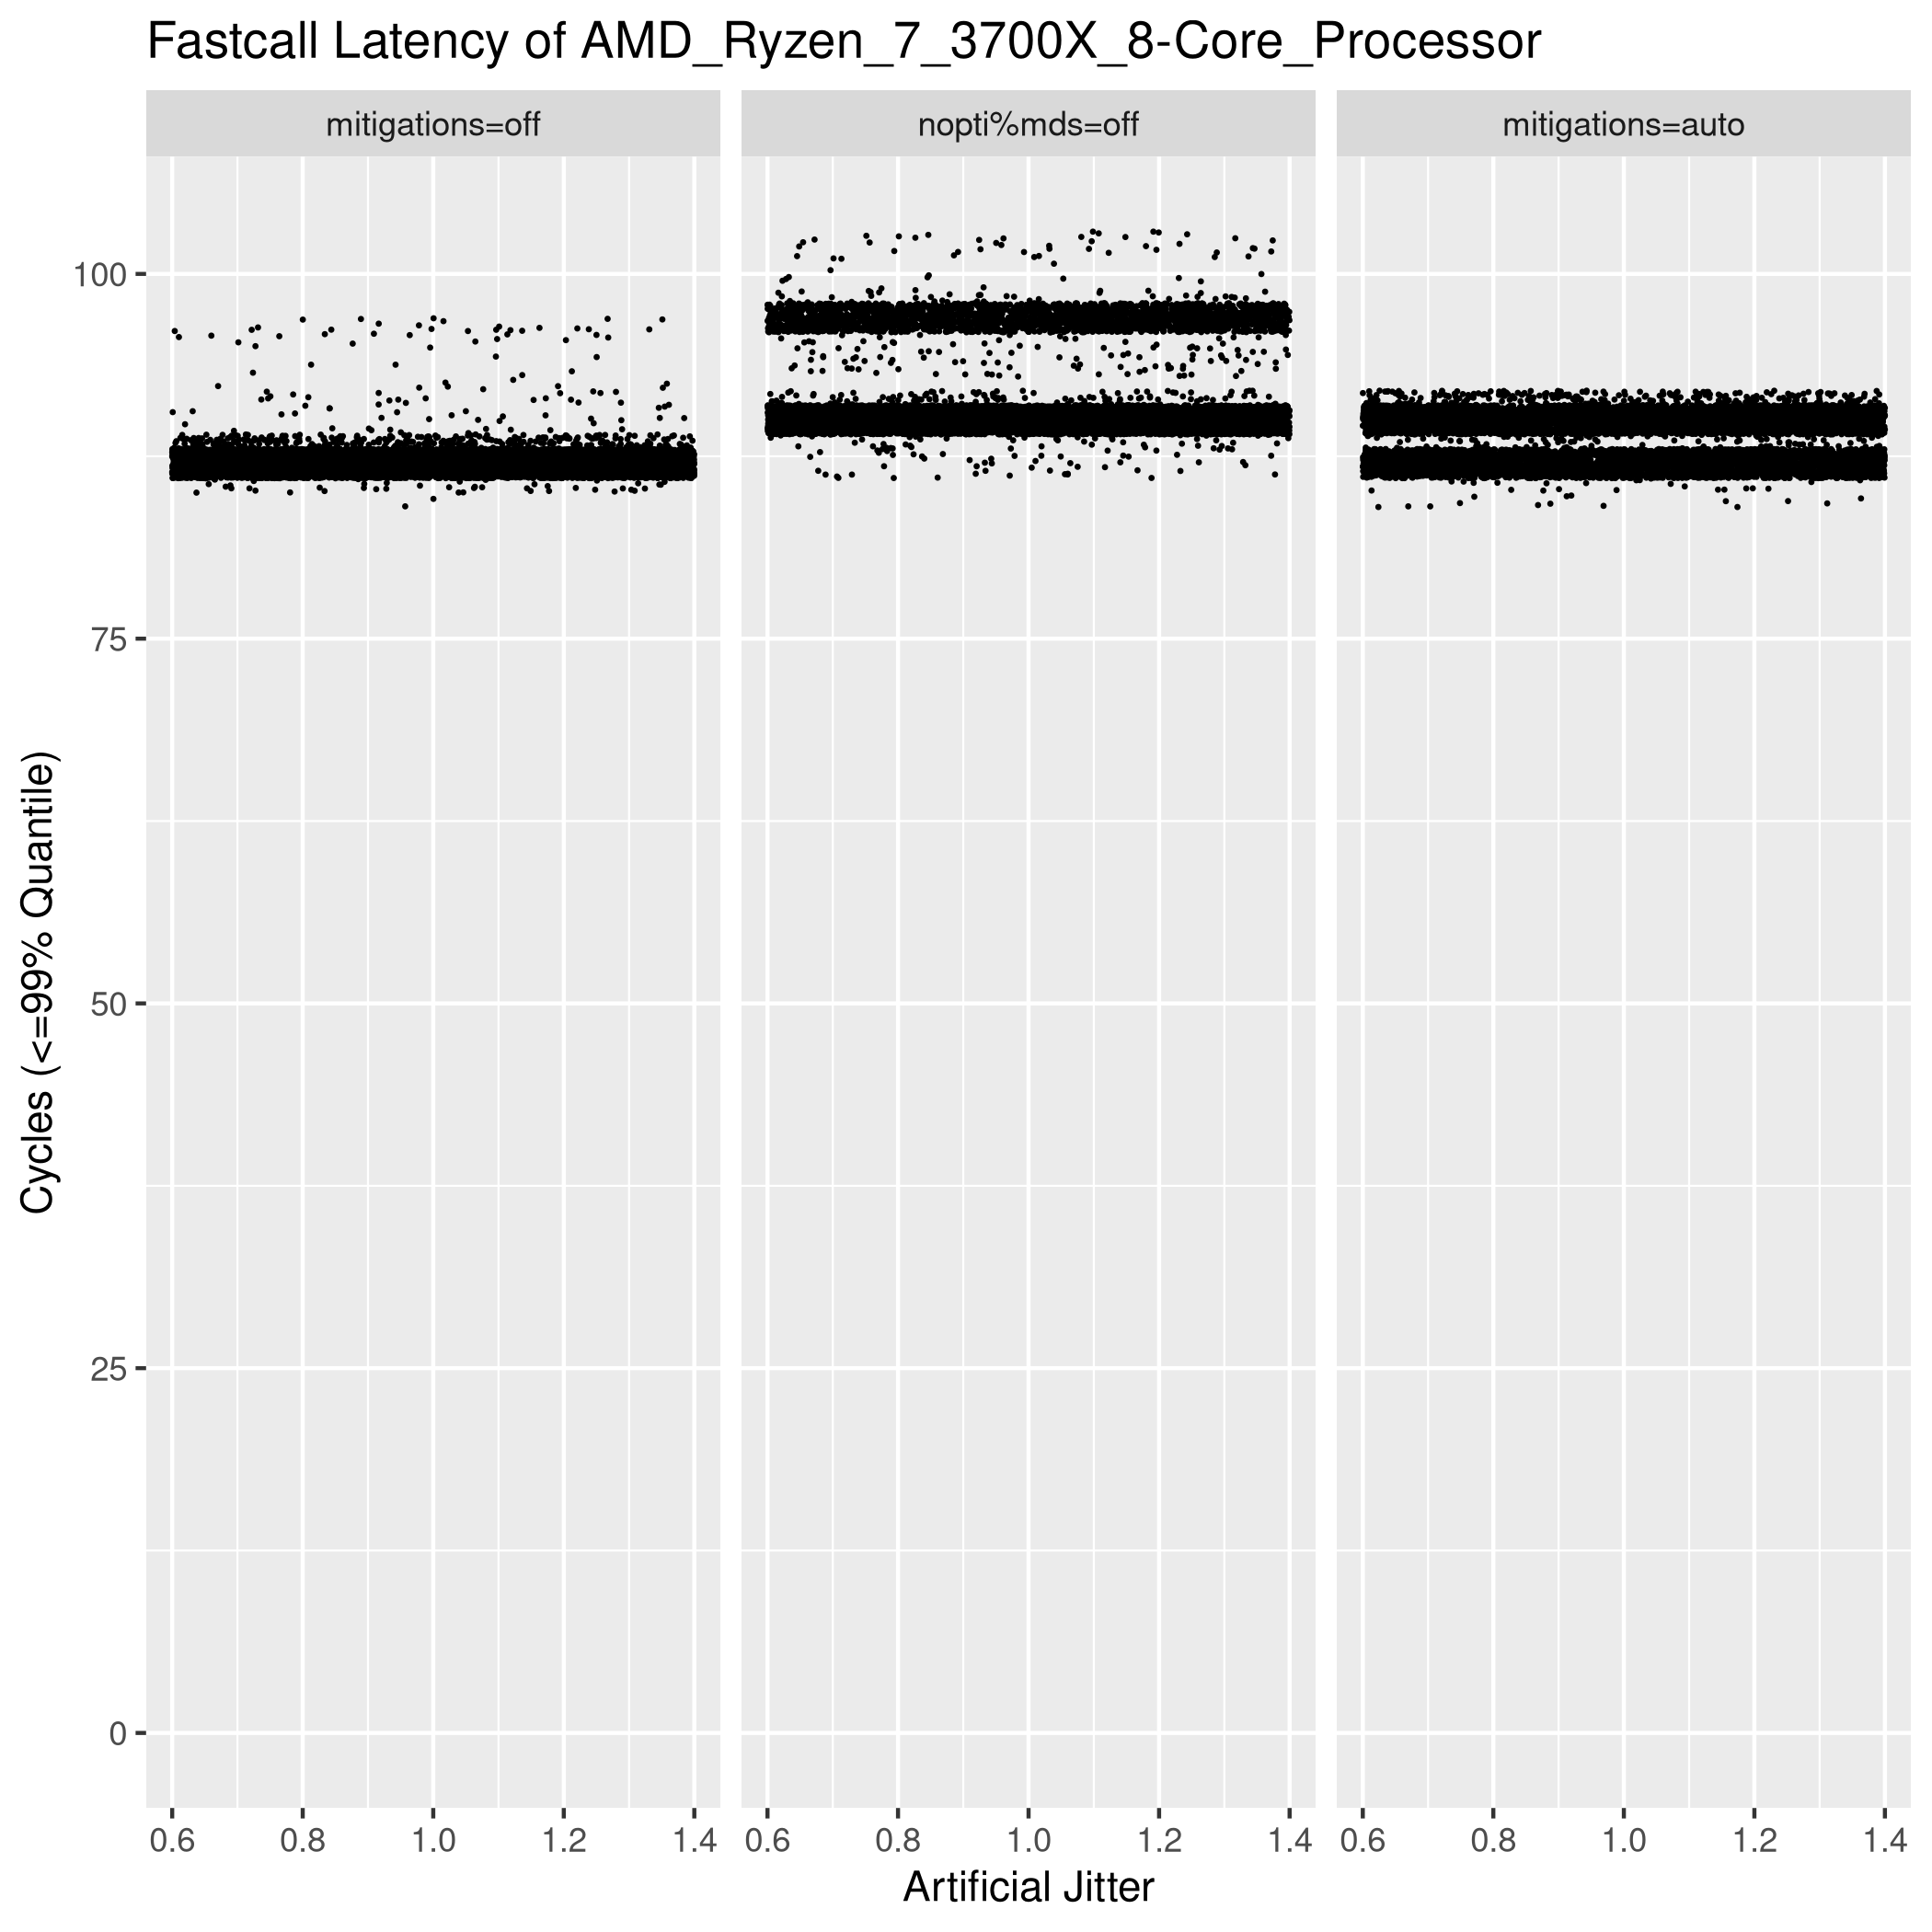 Fastcall Latency of AMD_Ryzen_7_3700X_8-Core_Processor
mitigations=off
nopti%mds=off
mitigations=auto
Cycles (<=99% Quantile)
100
75
50
25
0
0.6 0.8 1.0 1.2 1.4
0.6 0.8 1.0 1.2 1.4
0.6 0.8 1.0 1.2 1.4
Artificial Jitter